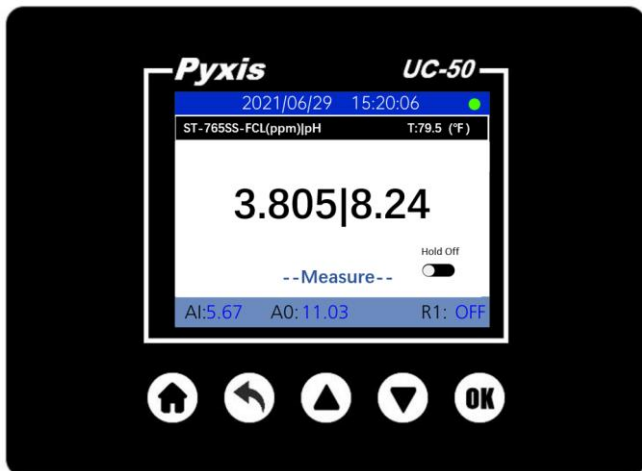 Pyxis UC-50
2021/06/29 15:20:06
ST-765SS-FCL(ppm)|pH T:79.5 (°F)
3.805|8.24
Hold Off
--Measure--
AI:5.67 A0:11.03 R1: OFF
OK